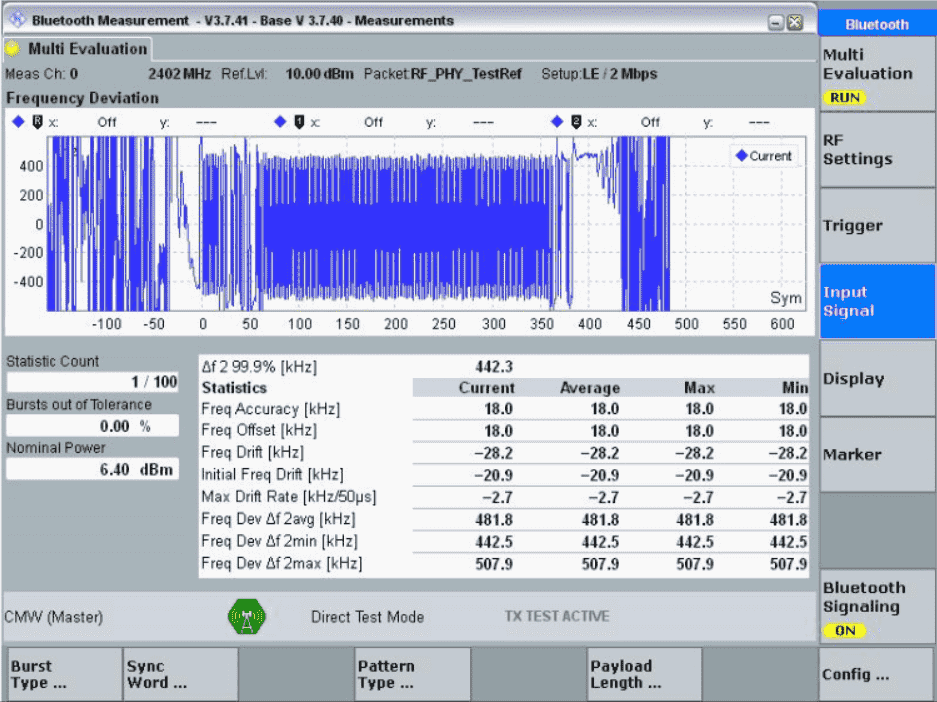 Bluetooth Measurement - V3.7.41 - Base V 3.7.40 - Measurements
Bluetooth
Multi Evaluation
Multi
Evaluation
RUN
Meas Ch: 0 2402 MHz Ref.Lvl: 10.00 dBm Packet:RF_PHY_TestRef Setup:LE / 2 Mbps
Frequency Deviation
R x: Off y: --- 1 x: Off y: --- 2 x: Off y: ---
Current
400
200
0
-200
-400
Sym
-100 -50 0 50 100 150 200 250 300 350 400 450 500 550 600
RF
Settings
Trigger
Input
Signal
Display
Marker
Statistic Count
1 / 100
Bursts out of Tolerance
0.00 %
Nominal Power
6.40 dBm
Δf 2 99.9% [kHz] 442.3
Statistics Current Average Max Min
Freq Accuracy [kHz] 18.0 18.0 18.0 18.0
Freq Offset [kHz] 18.0 18.0 18.0 18.0
Freq Drift [kHz] −28.2 −28.2 −28.2 −28.2
Initial Freq Drift [kHz] −20.9 −20.9 −20.9 −20.9
Max Drift Rate [kHz/50µs] −2.7 −2.7 −2.7 −2.7
Freq Dev Δf 2avg [kHz] 481.8 481.8 481.8 481.8
Freq Dev Δf 2min [kHz] 442.5 442.5 442.5 442.5
Freq Dev Δf 2max [kHz] 507.9 507.9 507.9 507.9
Bluetooth
Signaling
ON
CMW (Master) Direct Test Mode TX TEST ACTIVE
Burst
Type ...
Sync
Word ...
Pattern
Type ...
Payload
Length ...
Config ...